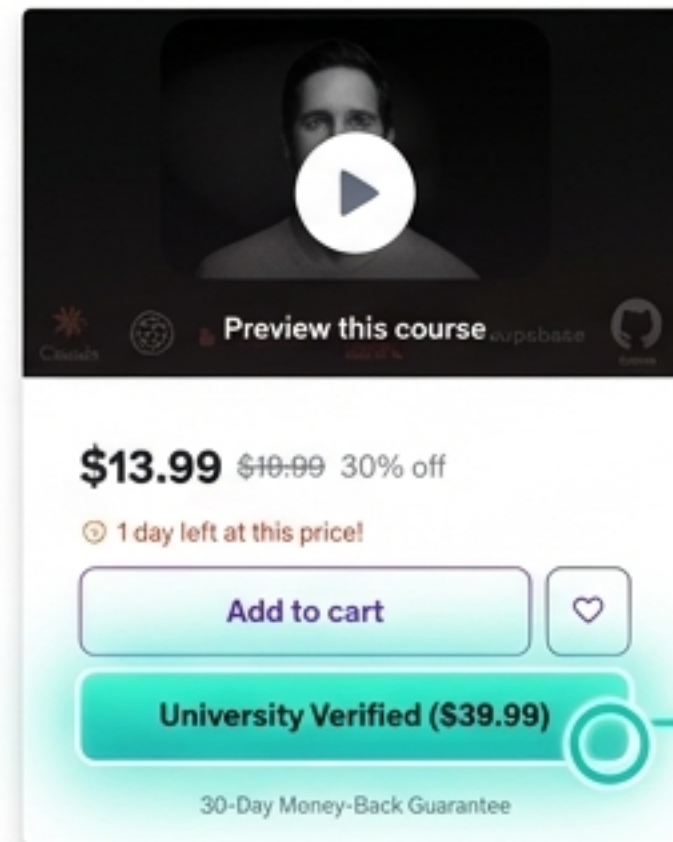 Preview this course
$13.99 $19.99 30% off
1 day left at this price!
Add to cart
University Verified ($39.99)
30-Day Money-Back Guarantee